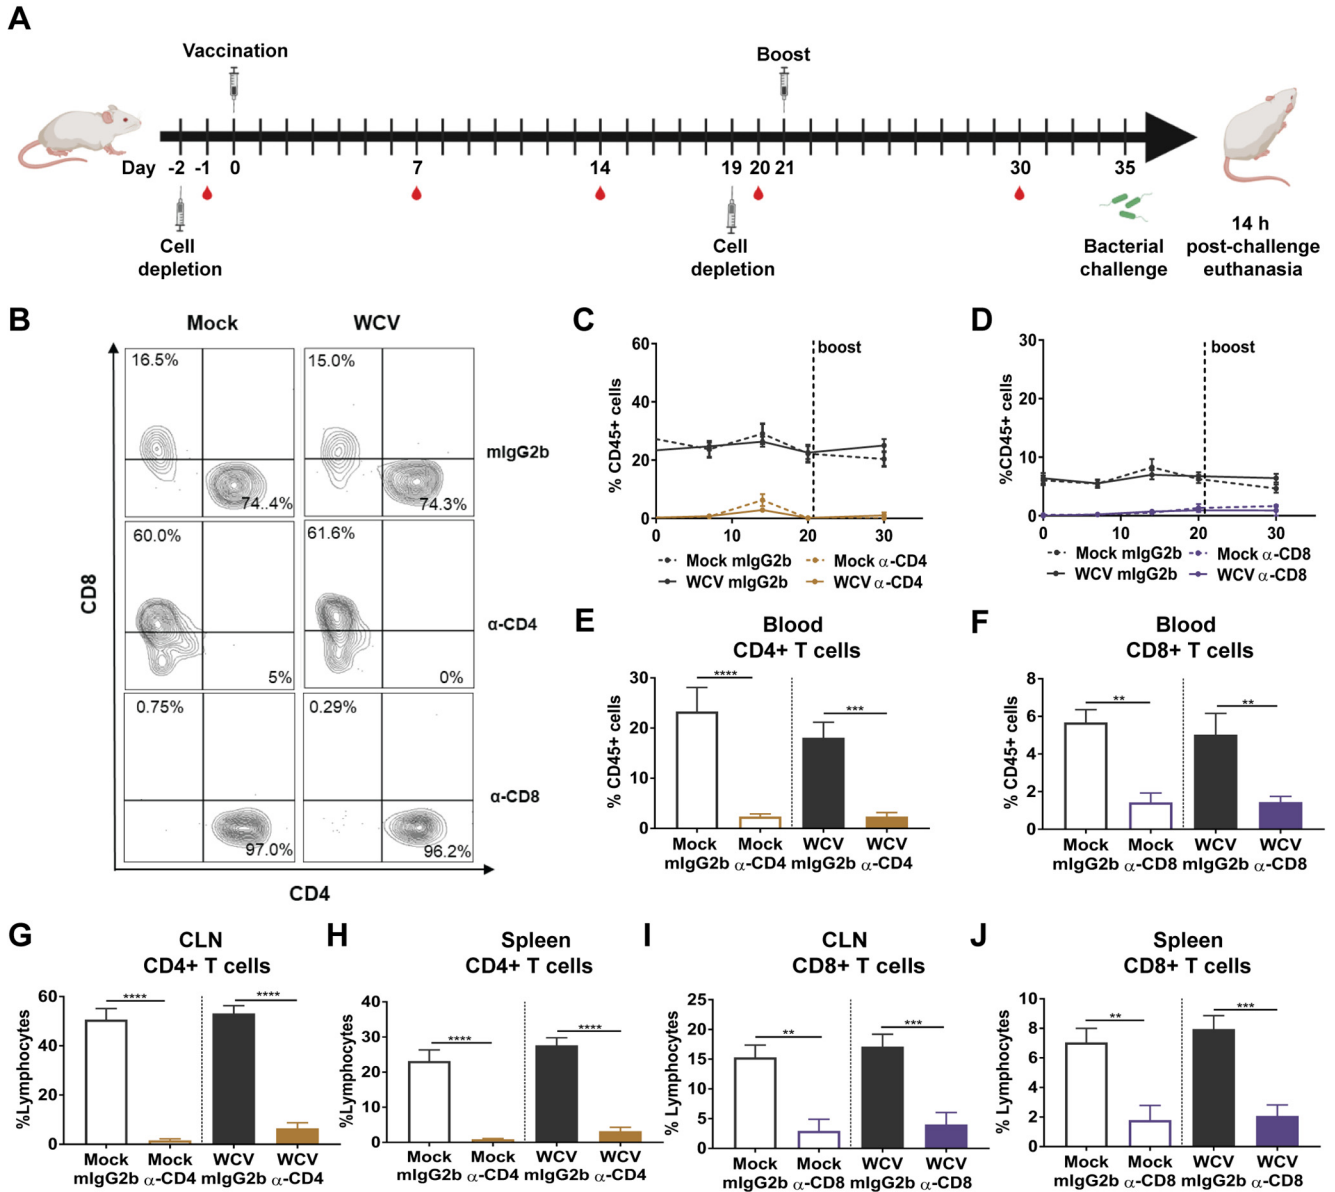 A
Vaccination
Boost
Day -2 -1 0 7 14 19 20 21 30 35
Cell
depletion
Cell
depletion
Bacterial
challenge
14 h
post-challenge
euthanasia
B
Mock WCV
16.5% 15.0%
mIgG2b
74..4% 74.3%
60.0% 61.6%
α-CD4
5% 0%
0.75% 0.29%
α-CD8
97.0% 96.2%
CD8
CD4
C
60
40
20
0
% CD45+ cells
boost
0 10 20 30
Mock mIgG2b Mock α-CD4
WCV mIgG2b WCV α-CD4
D
30
20
10
0
%CD45+ cells
boost
0 10 20 30
Mock mIgG2b Mock α-CD8
WCV mIgG2b WCV α-CD8
E
Blood
CD4+ T cells
30
20
10
0
% CD45+ cells
**** ***
Mock Mock WCV WCV
mIgG2b α-CD4 mIgG2b α-CD4
F
Blood
CD8+ T cells
8
6
4
2
0
% CD45+ cells
** **
Mock Mock WCV WCV
mIgG2b α-CD8 mIgG2b α-CD8
G
CLN
CD4+ T cells
60
40
20
0
%Lymphocytes
**** ****
Mock Mock WCV WCV
mIgG2b α-CD4 mIgG2b α-CD4
H
Spleen
CD4+ T cells
40
30
20
10
0
%Lymphocytes
**** ****
Mock Mock WCV WCV
mIgG2b α-CD4 mIgG2b α-CD4
I
CLN
CD8+ T cells
25
20
15
10
5
0
% Lymphocytes
** ***
Mock Mock WCV WCV
mIgG2b α-CD8 mIgG2b α-CD8
J
Spleen
CD8+ T cells
10
8
6
4
2
0
% Lymphocytes
** ***
Mock Mock WCV WCV
mIgG2b α-CD8 mIgG2b α-CD8